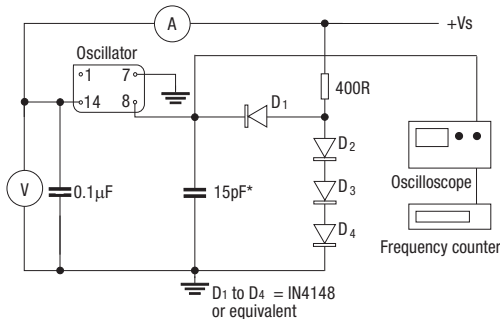 A
+Vs
Oscillator
1 7
14 8
400R
D1
D2
D3
D4
V
0.1μF
15pF*
Oscilloscope
Frequency counter
D1 to D4 = IN4148
or equivalent